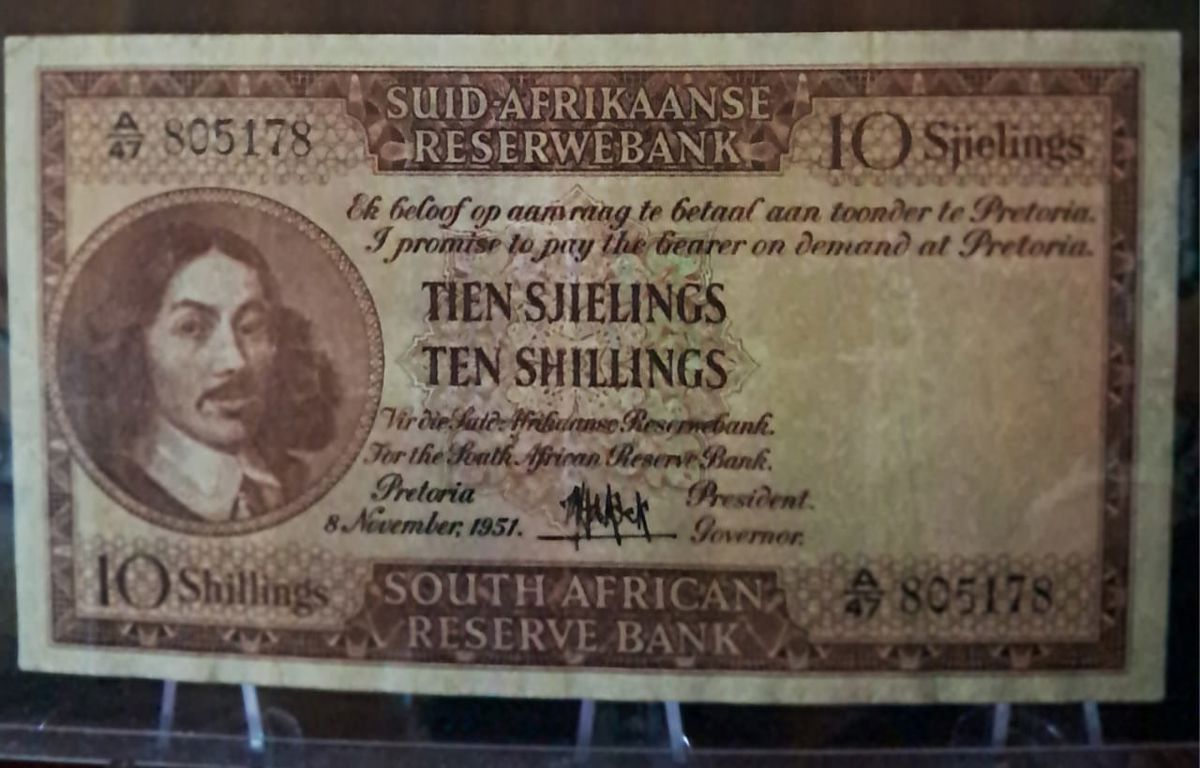 SUID-AFRIKAANSE
RESERWEBANK
A/47 805178
10 Sjielings
Ek beloof op aanvraag te betaal aan toonder te Pretoria.
I promise to pay the bearer on demand at Pretoria.
TIEN SJIELINGS
TEN SHILLINGS
Vir die Suid-Afrikaanse Reserwebank.
For the South African Reserve Bank.
Pretoria
8 November, 1951.
President.
Governor.
10 Shillings
SOUTH AFRICAN
RESERVE BANK
A/47 805178